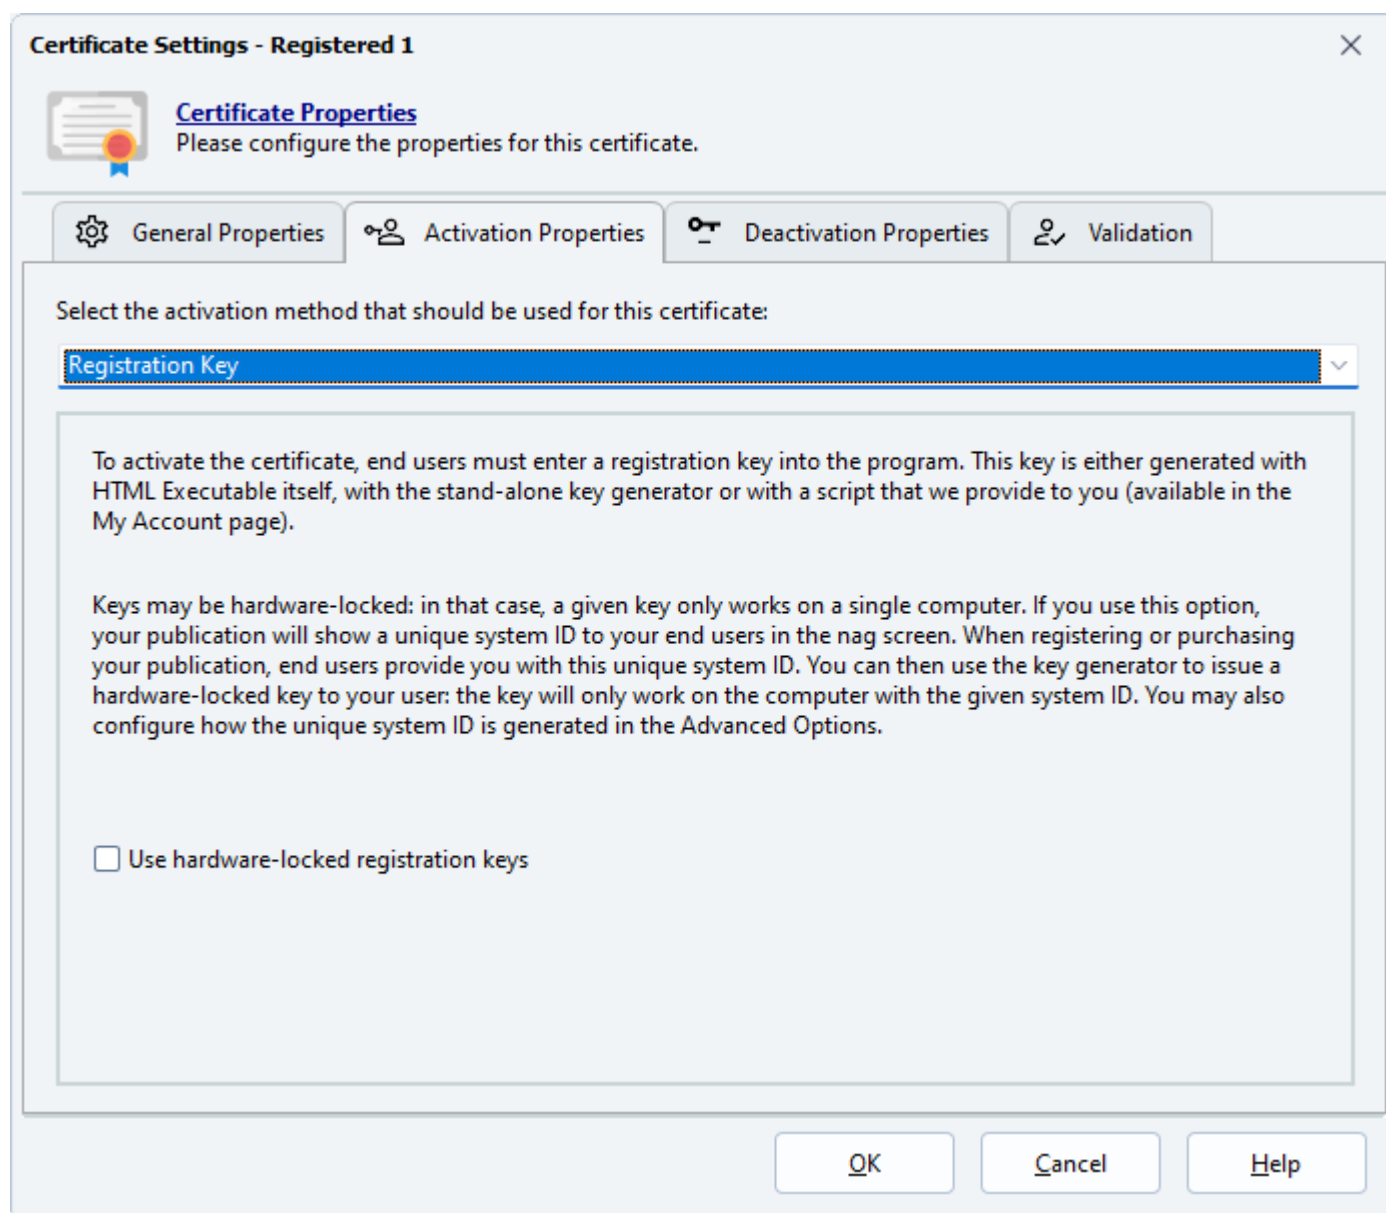 Certificate Settings - Registered 1
Certificate Properties
Please configure the properties for this certificate.
General Properties
Activation Properties
Deactivation Properties
Validation
Select the activation method that should be used for this certificate:
Registration Key
To activate the certificate, end users must enter a registration key into the program. This key is either generated with
HTML Executable itself, with the stand-alone key generator or with a script that we provide to you (available in the
My Account page).
Keys may be hardware-locked: in that case, a given key only works on a single computer. If you use this option,
your publication will show a unique system ID to your end users in the nag screen. When registering or purchasing
your publication, end users provide you with this unique system ID. You can then use the key generator to issue a
hardware-locked key to your user: the key will only work on the computer with the given system ID. You may also
configure how the unique system ID is generated in the Advanced Options.
Use hardware-locked registration keys
OK
Cancel
Help